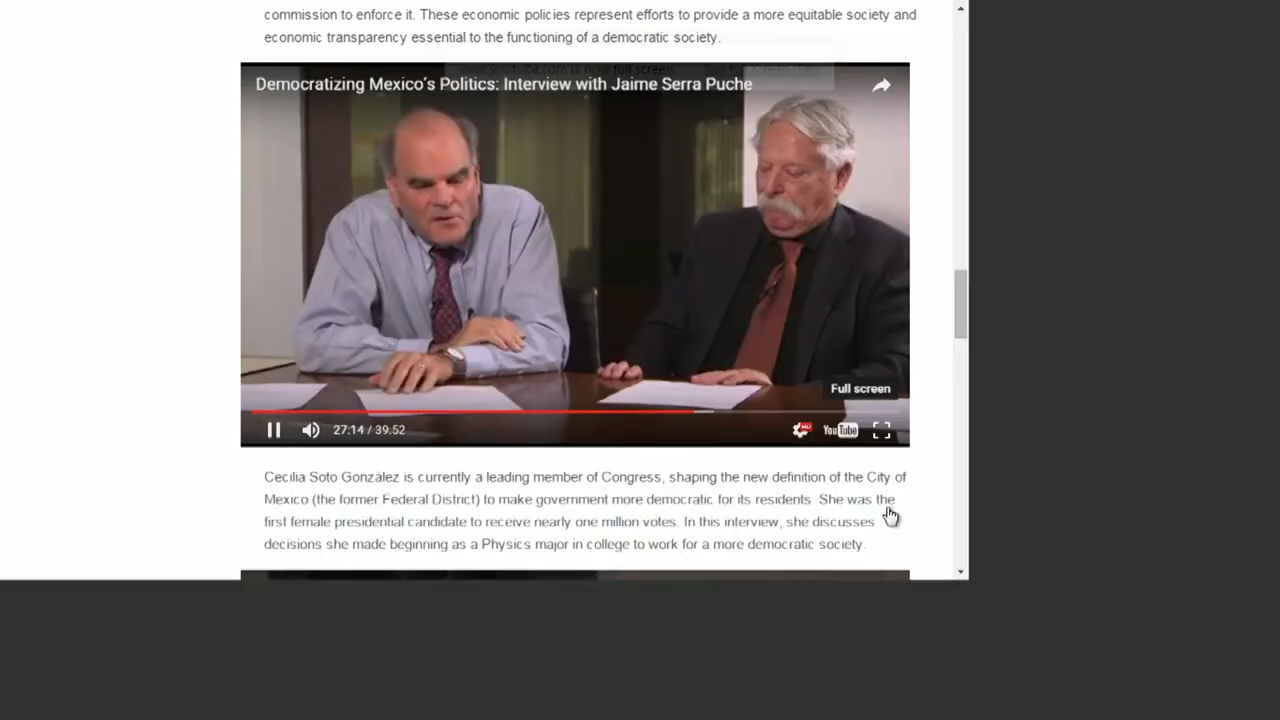 commission to enforce it. These economic policies represent efforts to provide a more equitable society and
economic transparency essential to the functioning of a democratic society.
is now full screen
Democratizing Mexico's Politics: Interview with Jaime Serra Puche
Full screen
27:14 / 39:52
HD
YouTube
Cecilia Soto González is currently a leading member of Congress, shaping the new definition of the City of
Mexico (the former Federal District) to make government more democratic for its residents. She was the
first female presidential candidate to receive nearly one million votes. In this interview, she discusses
decisions she made beginning as a Physics major in college to work for a more democratic society.